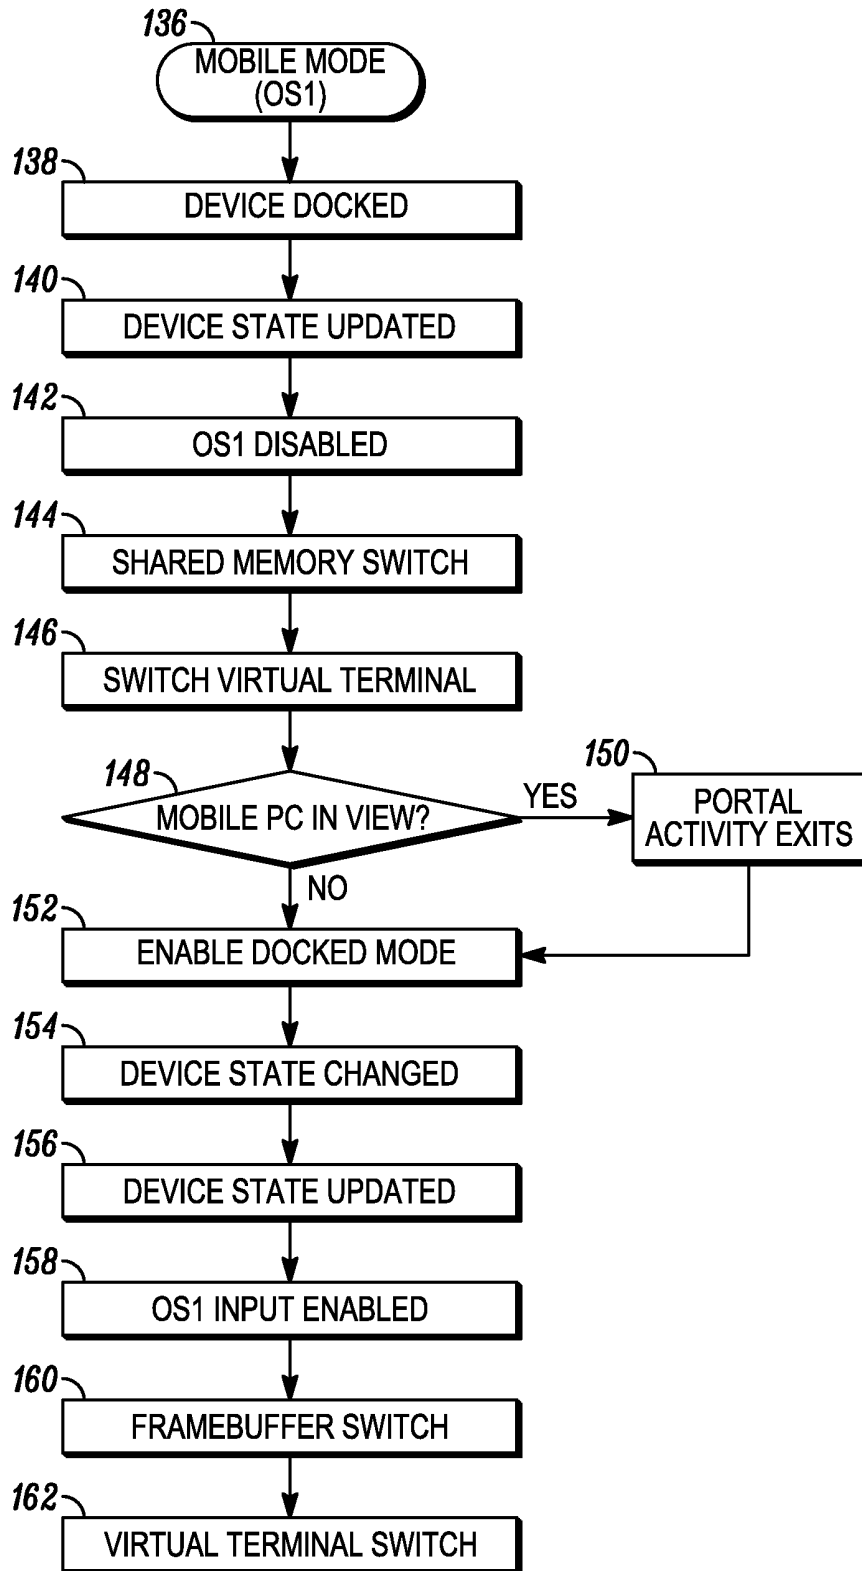 136
MOBILE MODE
(OS1)
138
DEVICE DOCKED
140
DEVICE STATE UPDATED
142
OS1 DISABLED
144
SHARED MEMORY SWITCH
146
SWITCH VIRTUAL TERMINAL
148
MOBILE PC IN VIEW?
YES
150
PORTAL
ACTIVITY EXITS
NO
152
ENABLE DOCKED MODE
154
DEVICE STATE CHANGED
156
DEVICE STATE UPDATED
158
OS1 INPUT ENABLED
160
FRAMEBUFFER SWITCH
162
VIRTUAL TERMINAL SWITCH